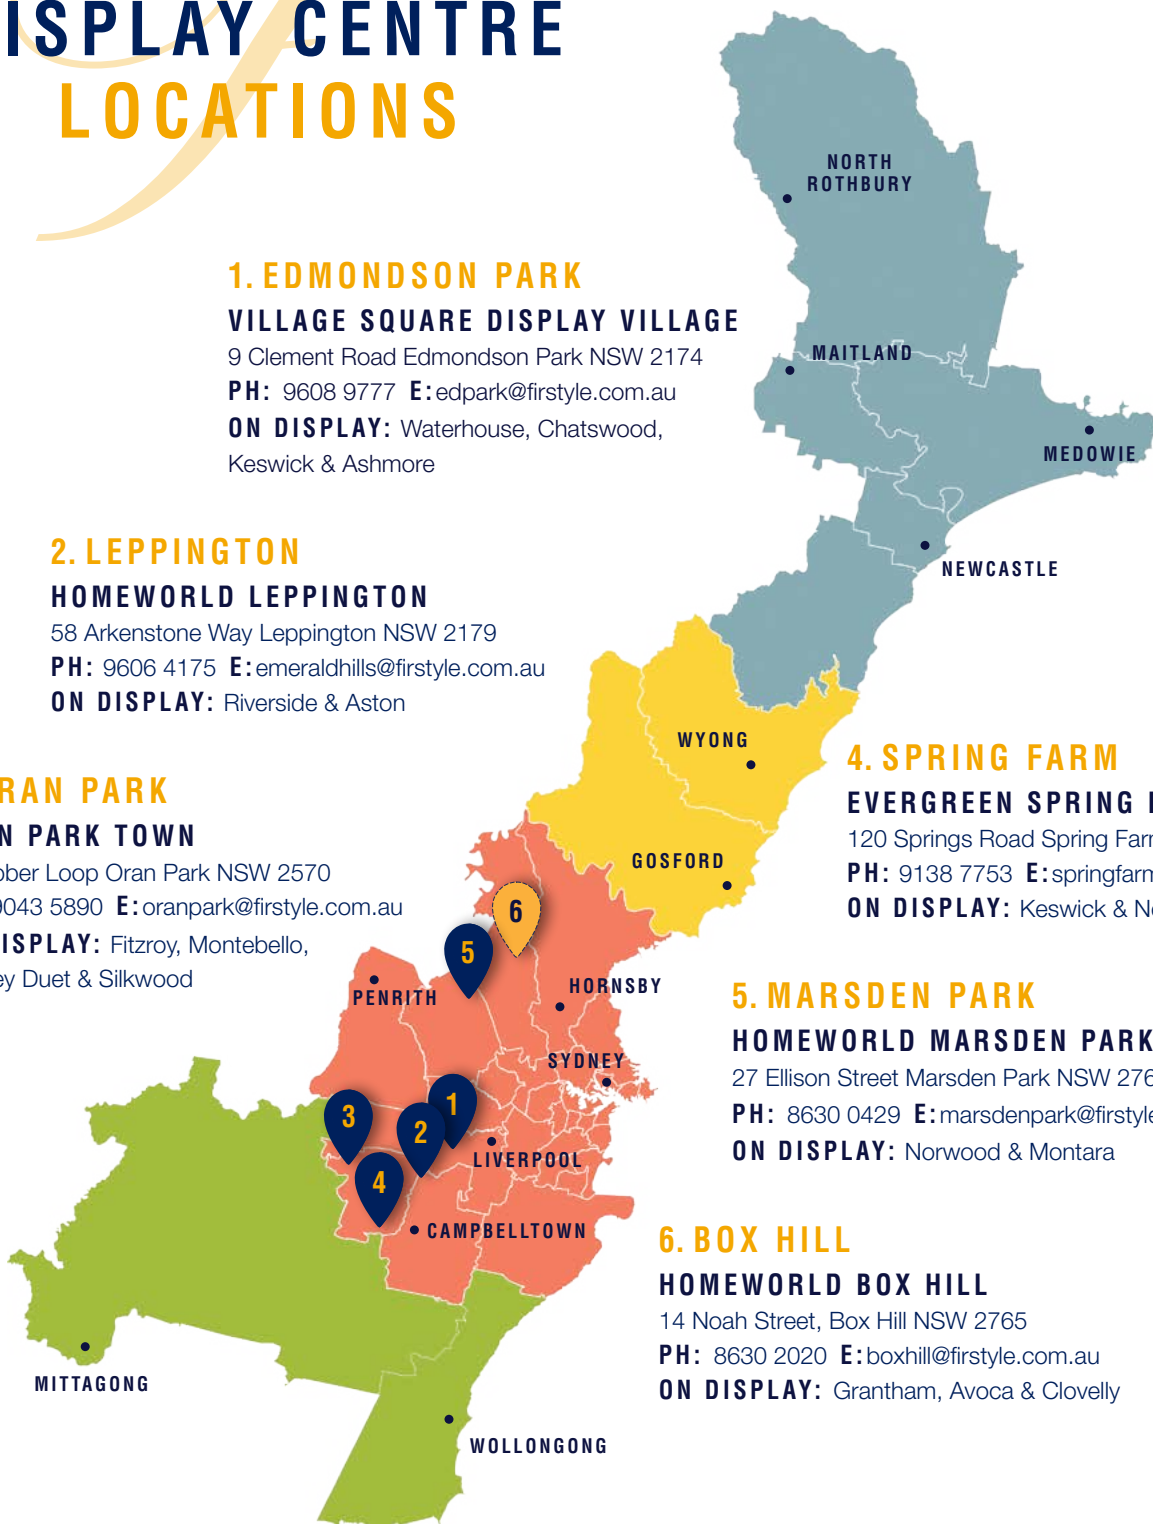 ISPLAY CENTRE
LOCATIONS
NORTH
ROTHBURY
MAITLAND
MEDOWIE
NEWCASTLE
1. EDMONDSON PARK
VILLAGE SQUARE DISPLAY VILLAGE
9 Clement Road Edmondson Park NSW 2174
PH: 9608 9777 E: edpark@firstyle.com.au
ON DISPLAY: Waterhouse, Chatswood,
Keswick & Ashmore
2. LEPPINGTON
HOMEWORLD LEPPINGTON
58 Arkenstone Way Leppington NSW 2179
PH: 9606 4175 E: emeraldhills@firstyle.com.au
ON DISPLAY: Riverside & Aston
RAN PARK
N PARK TOWN
ber Loop Oran Park NSW 2570
9043 5890 E: oranpark@firstyle.com.au
ISPLAY: Fitzroy, Montebello,
ey Duet & Silkwood
WYONG
GOSFORD
4. SPRING FARM
EVERGREEN SPRING
120 Springs Road Spring Farm
PH: 9138 7753 E: springfarm
ON DISPLAY: Keswick & No
6
5
PENRITH
HORNSBY
SYDNEY
3
2
1
4
LIVERPOOL
CAMPBELLTOWN
5. MARSDEN PARK
HOMEWORLD MARSDEN PARK
27 Ellison Street Marsden Park NSW 276
PH: 8630 0429 E: marsdenpark@firstyle
ON DISPLAY: Norwood & Montara
6. BOX HILL
HOMEWORLD BOX HILL
14 Noah Street, Box Hill NSW 2765
PH: 8630 2020 E: boxhill@firstyle.com.au
ON DISPLAY: Grantham, Avoca & Clovelly
MITTAGONG
WOLLONGONG